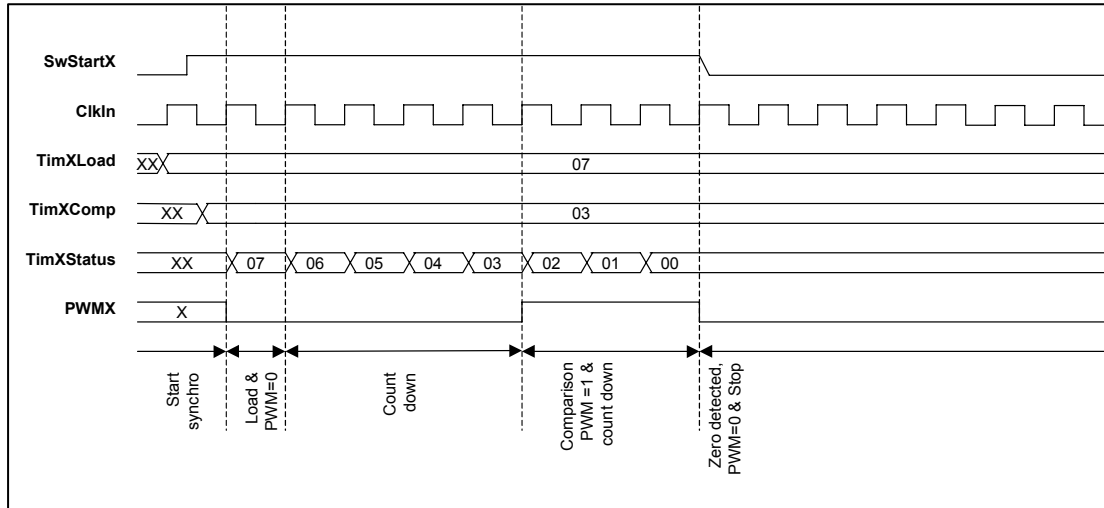 SwStartX
ClkIn
TimXLoad
XX
07
TimXComp
XX
03
TimXStatus
XX
07
06
05
04
03
02
01
00
PWMX
X
Start
synchro
Load &
PWM=0
Count
down
Comparison
PWM =1 &
count down
Zero detected,
PWM=0 & Stop